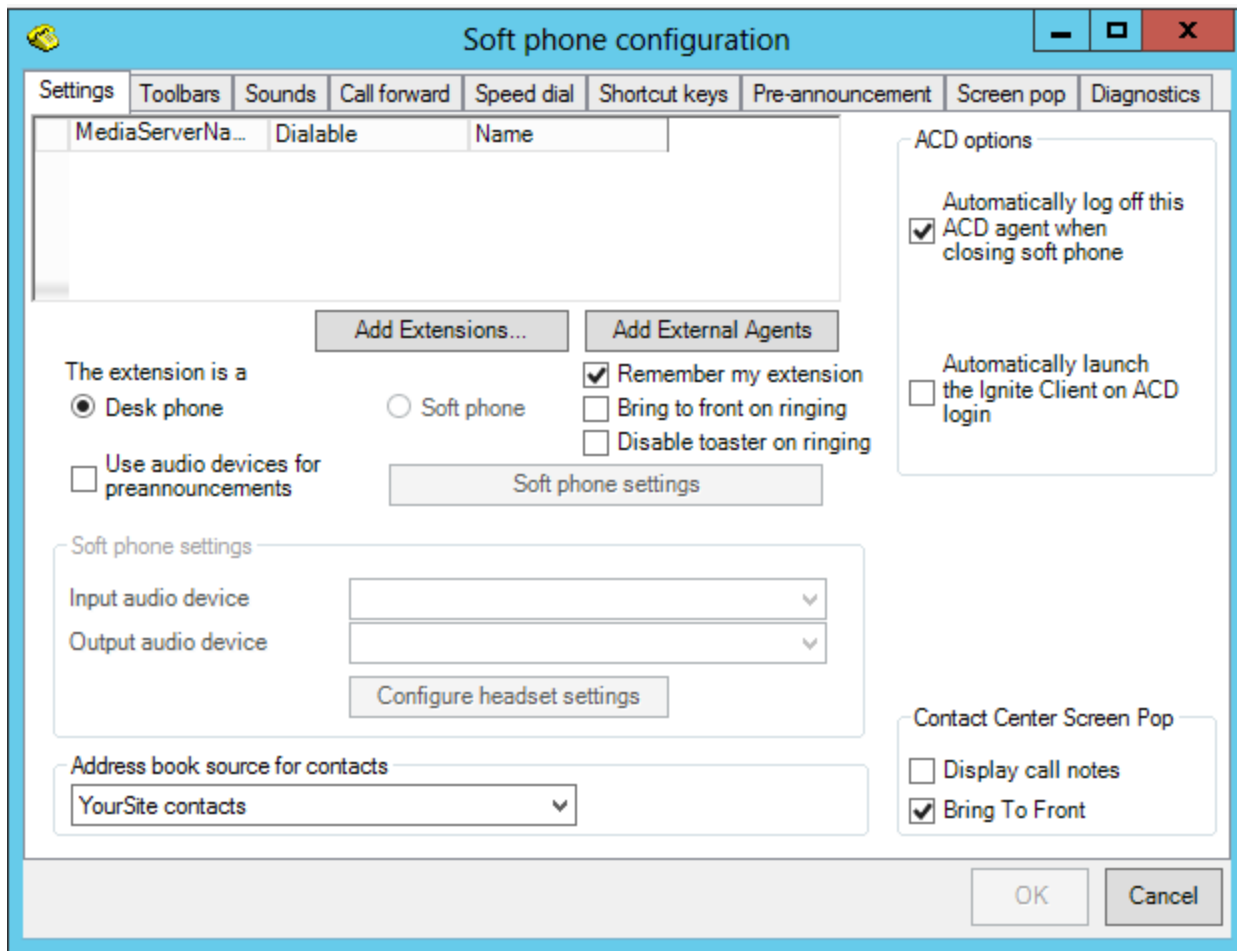 Soft phone configuration
Settings Toolbars Sounds Call forward Speed dial Shortcut keys Pre-announcement Screen pop Diagnostics
MediaServerNa... Dialable Name
Add Extensions... Add External Agents
The extension is a
Desk phone Soft phone
Remember my extension
Bring to front on ringing
Disable toaster on ringing
Use audio devices for
preannouncements
Soft phone settings
Soft phone settings
Input audio device
Output audio device
Configure headset settings
Address book source for contacts
YourSite contacts
ACD options
Automatically log off this
ACD agent when
closing soft phone
Automatically launch
the Ignite Client on ACD
login
Contact Center Screen Pop
Display call notes
Bring To Front
OK Cancel